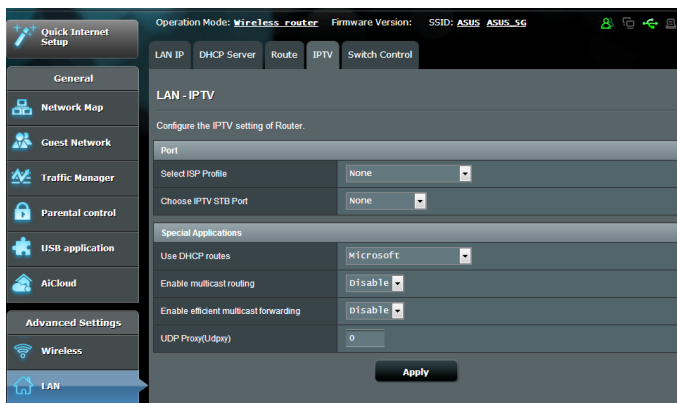 Quick Internet
Setup
Operation Mode: Wireless router Firmware Version: SSID: ASUS ASUS_5G
LAN IP DHCP Server Route IPTV Switch Control
General
Network Map
Guest Network
Traffic Manager
Parental control
USB application
AiCloud
Advanced Settings
Wireless
LAN
LAN - IPTV
Configure the IPTV setting of Router.
Port
Select ISP Profile None
Choose IPTV STB Port None
Special Applications
Use DHCP routes Microsoft
Enable multicast routing Disable
Enable efficient multicast forwarding Disable
UDP Proxy(Udpxy) 0
Apply